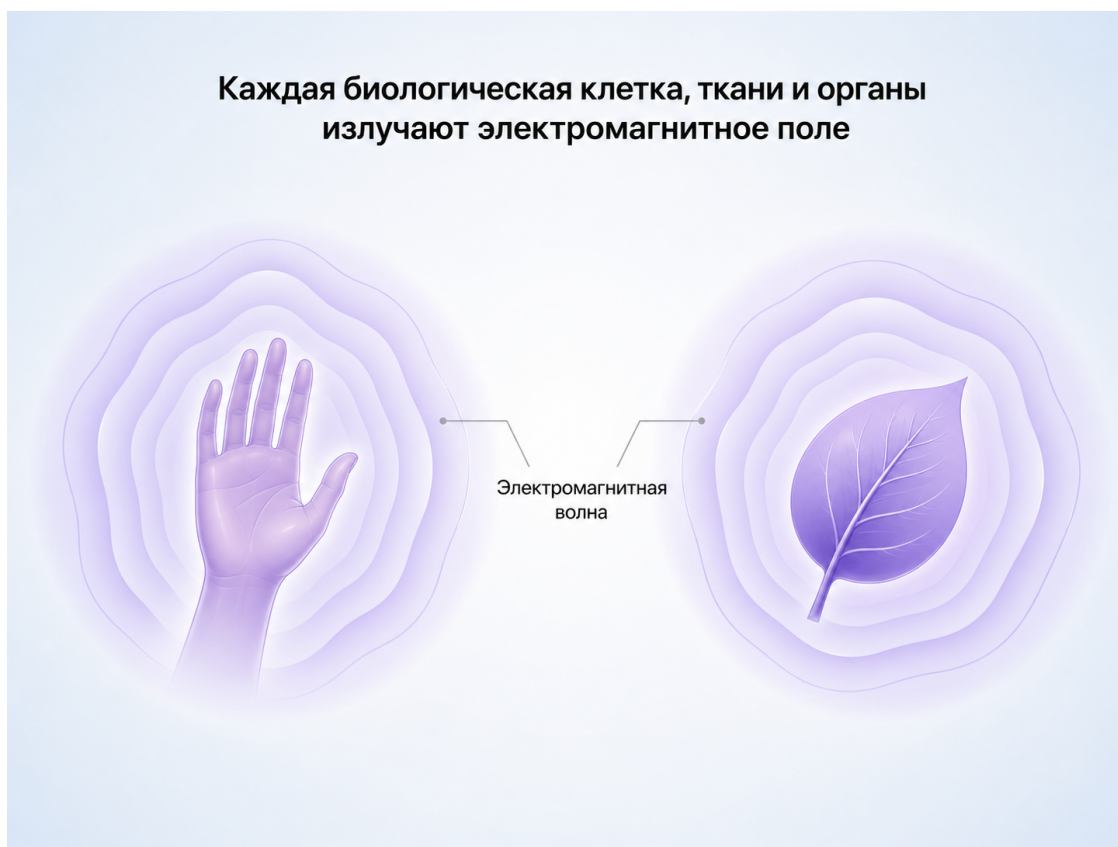 Каждая биологическая клетка, ткани и органы
излучают электромагнитное поле
Электромагнитная
волна